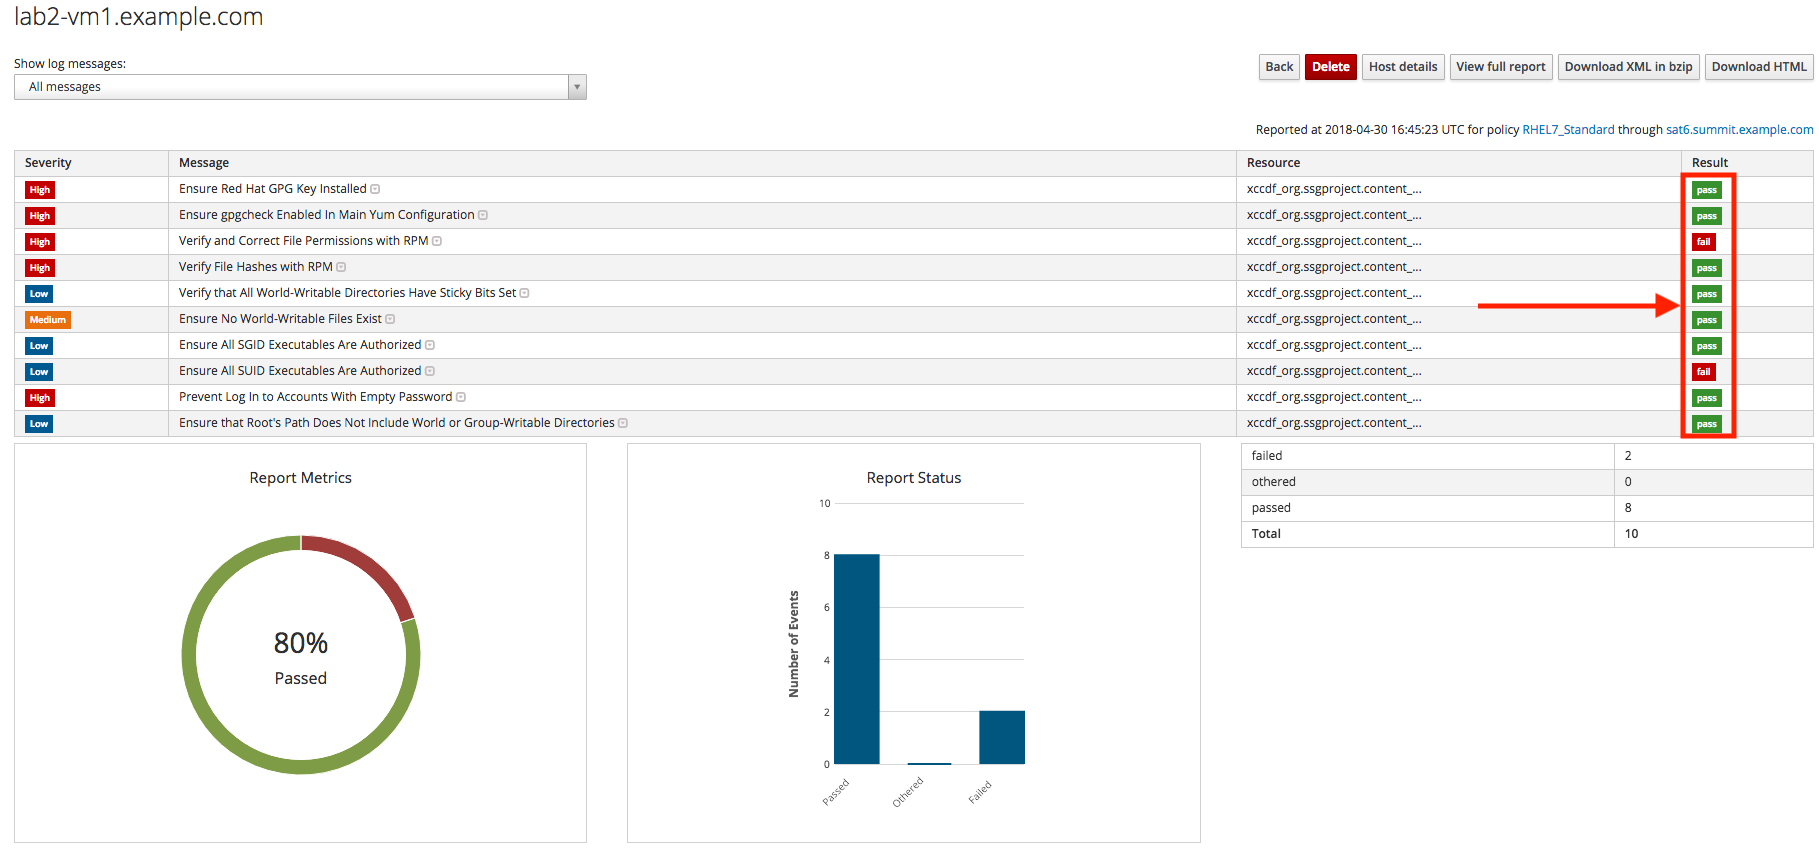 lab2-vm1.example.com
Show log messages:
All messages
Back Delete Host details View full report Download XML in bzip Download HTML
Reported at 2018-04-30 16:45:23 UTC for policy RHEL7_Standard through sat6.summit.example.com
Severity Message Resource Result
High Ensure Red Hat GPG Key Installed xccdf_org.ssgproject.content_... pass
High Ensure gpgcheck Enabled In Main Yum Configuration xccdf_org.ssgproject.content_... pass
High Verify and Correct File Permissions with RPM xccdf_org.ssgproject.content_... fail
High Verify File Hashes with RPM xccdf_org.ssgproject.content_... pass
Low Verify that All World-Writable Directories Have Sticky Bits Set xccdf_org.ssgproject.content_... pass
Medium Ensure No World-Writable Files Exist xccdf_org.ssgproject.content_... pass
Low Ensure All SGID Executables Are Authorized xccdf_org.ssgproject.content_... pass
Low Ensure All SUID Executables Are Authorized xccdf_org.ssgproject.content_... fail
High Prevent Log In to Accounts With Empty Password xccdf_org.ssgproject.content_... pass
Low Ensure that Root's Path Does Not Include World or Group-Writable Directories xccdf_org.ssgproject.content_... pass
Report Metrics
80%
Passed
Report Status
Number of Events
10
8
6
4
2
0
Passed Othered Failed
failed 2
othered 0
passed 8
Total 10